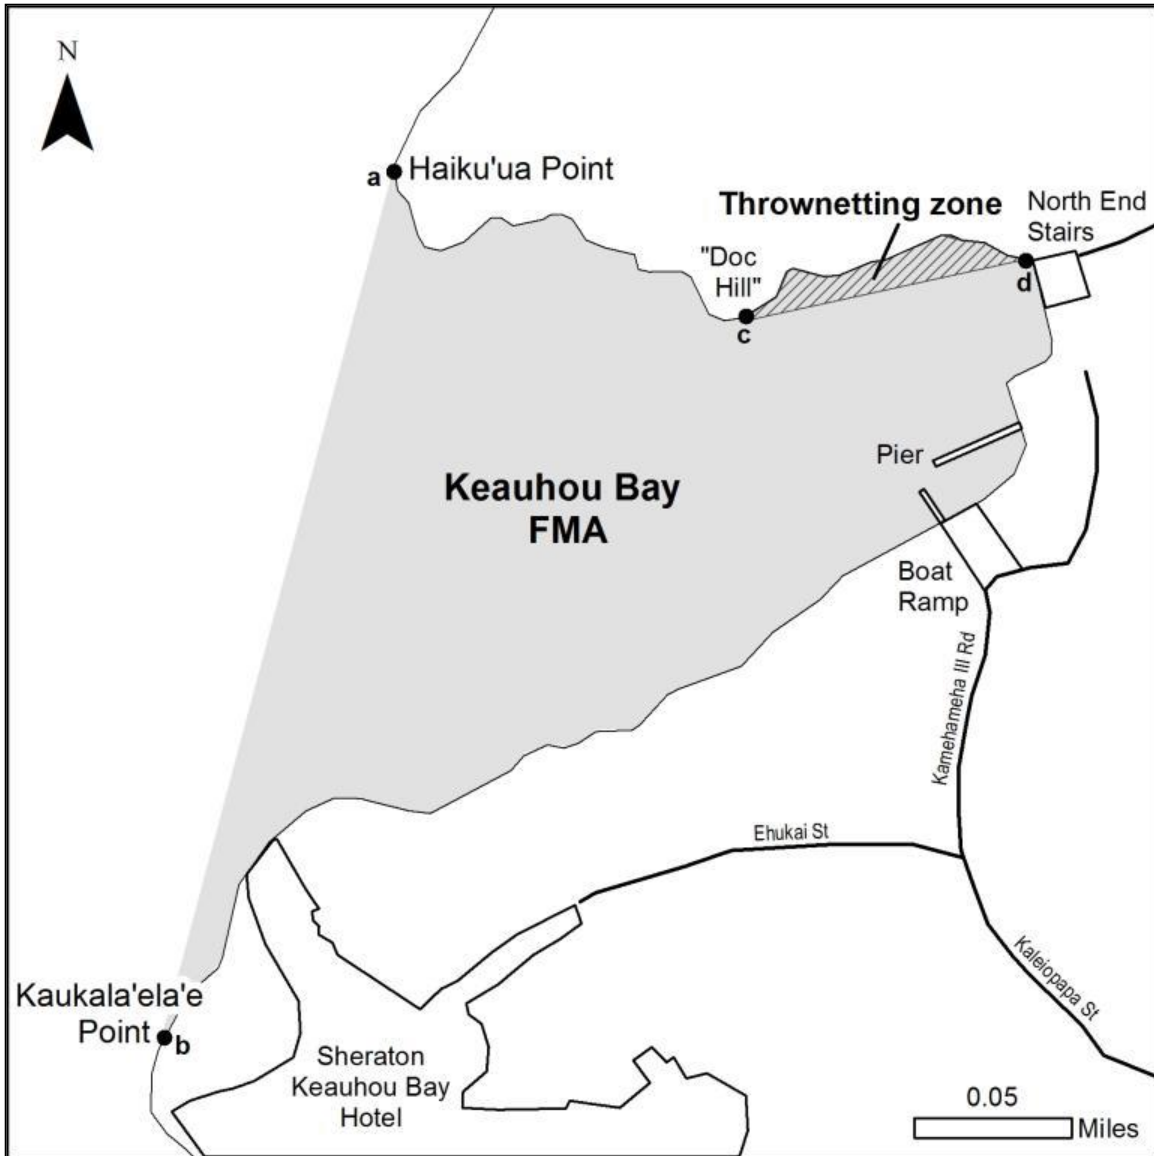 N
a
Haiku'ua Point
Thrownetting zone
North End
Stairs
"Doc
Hill"
c
d
Pier
Keauhou Bay
FMA
Boat
Ramp
Kamehameha III Rd
Ehukai St
Kaleiopapa St
Kaukala'ela'e
Point
b
Sheraton
Keauhou Bay
Hotel
0.05
Miles